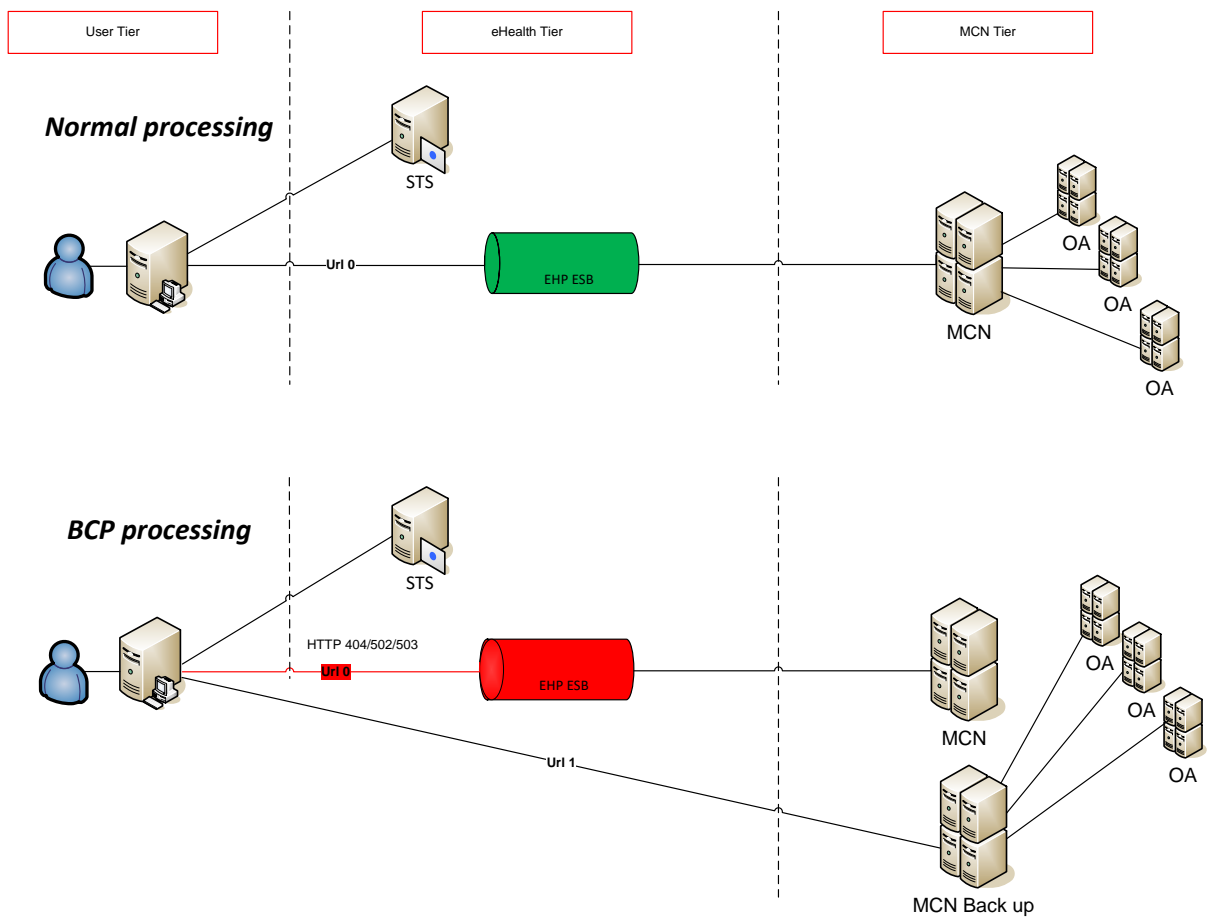 User Tier
eHealth Tier
MCN Tier
Normal processing
STS
Url 0
EHP ESB
MCN
OA
OA
OA
BCP processing
STS
HTTP 404/502/503
Url 0
EHP ESB
MCN
OA
OA
OA
Url 1
MCN Back up